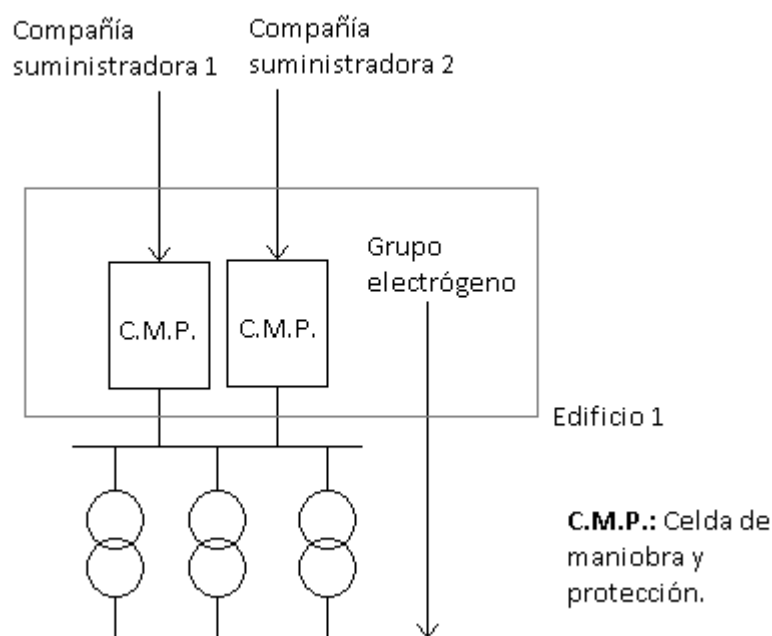 Compañía
suministradora 1
Compañía
suministradora 2
Grupo
electrógeno
C.M.P.
C.M.P.
Edificio 1
C.M.P.: Celda de
maniobra y
protección.